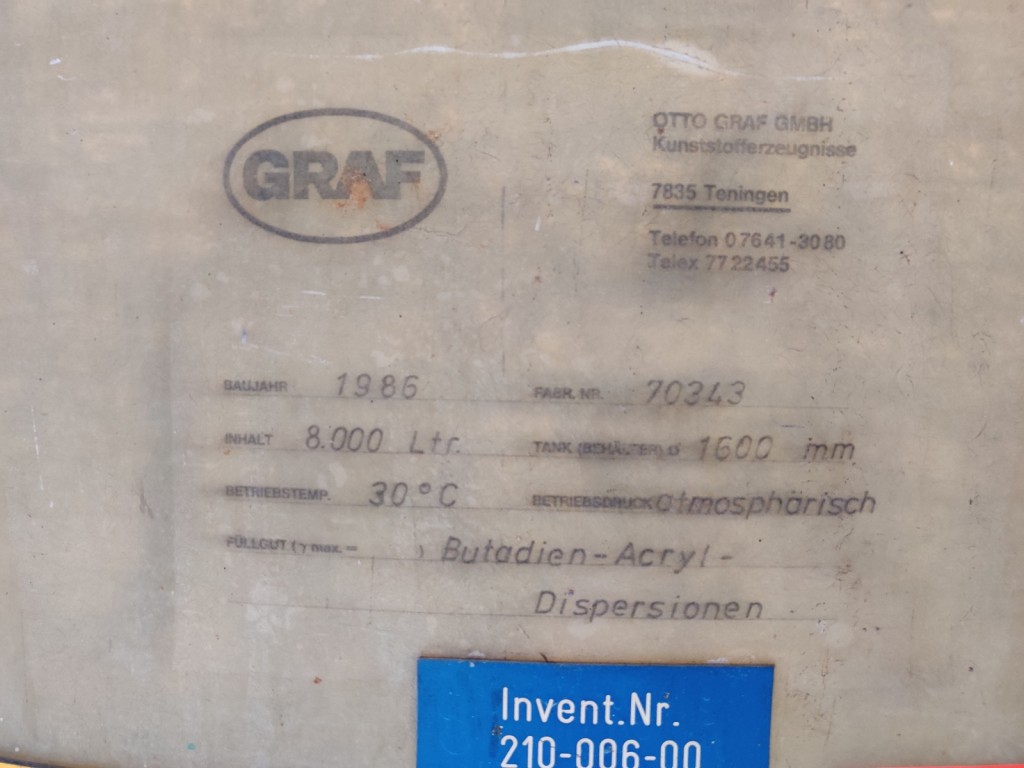 GRAF
OTTO GRAF GMBH
Kunststofferzeugnisse
7835 Teningen
Telefon 07641-3080
Telex 7722455
BAUJAHR 1986 FABR. NR. 70343
INHALT 8.000 Ltr. TANK (BEHÄLTER) Ø 1600 mm
BETRIEBSTEMP. 30°C BETRIEBSDRUCK atmosphärisch
FÜLLGUT (γ max. = ) Butadien-Acryl-
Dispersionen
Invent.Nr.
210-006-00